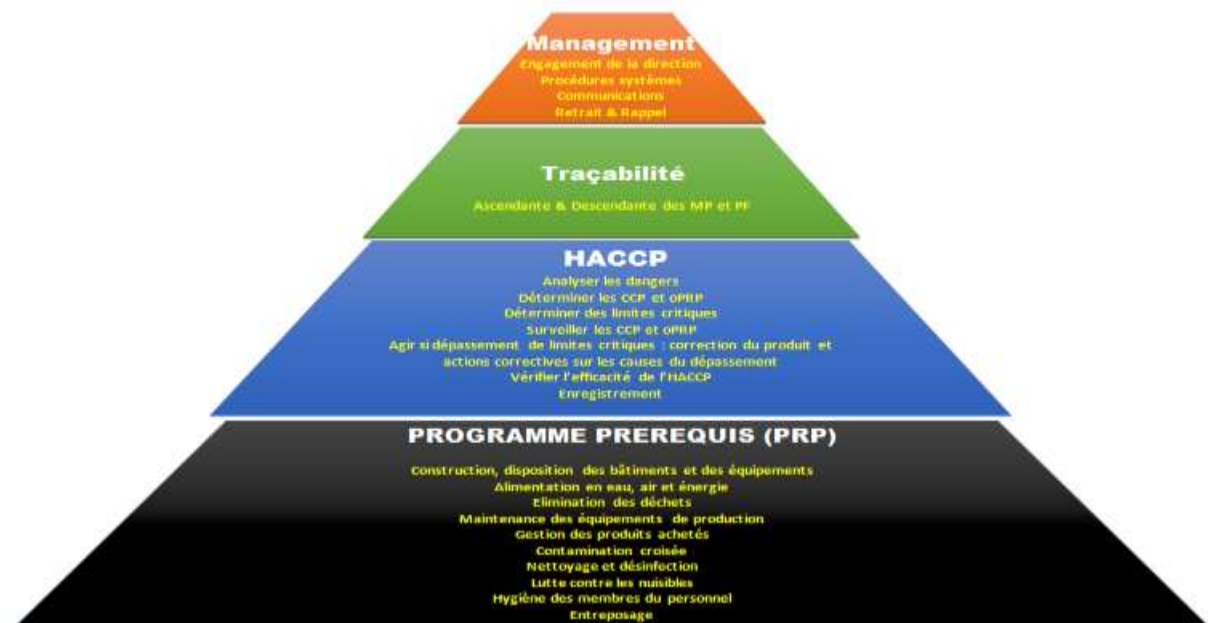 Management
Engagement de la direction
Procédures systèmes
Communications
Retrait & Rappel
Traçabilité
Ascendante & Descendante des MP et PF
HACCP
Analyser les dangers
Déterminer les CCP et oPRP
Déterminer des limites critiques
Surveiller les CCP et oPRP
Agir si dépassement de limites critiques : correction du produit et
actions correctives sur les causes du dépassement
Vérifier l'efficacité de l'HACCP
Enregistrement
PROGRAMME PREREQUIS (PRP)
Construction, disposition des bâtiments et des équipements
Alimentation en eau, air et énergie
Elimination des déchets
Maintenance des équipements de production
Gestion des produits achetés
Contamination croisée
Nettoyage et désinfection
Lutte contre les nuisibles
Hygiène des membres du personnel
Entreposage